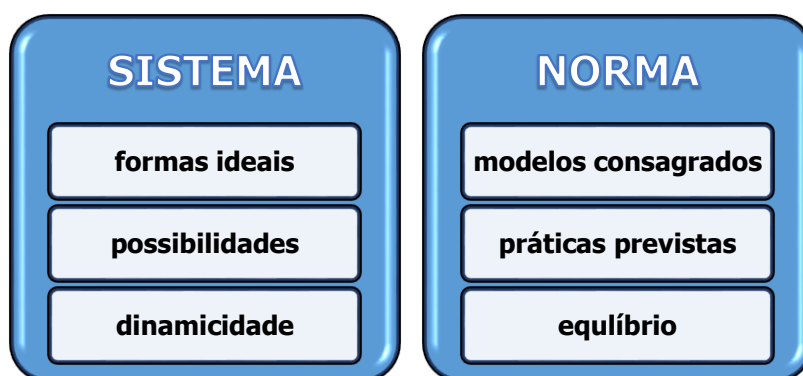 SISTEMA
formas ideais
possibilidades
dinamicidade
NORMA
modelos consagrados
práticas previstas
equlíbrio